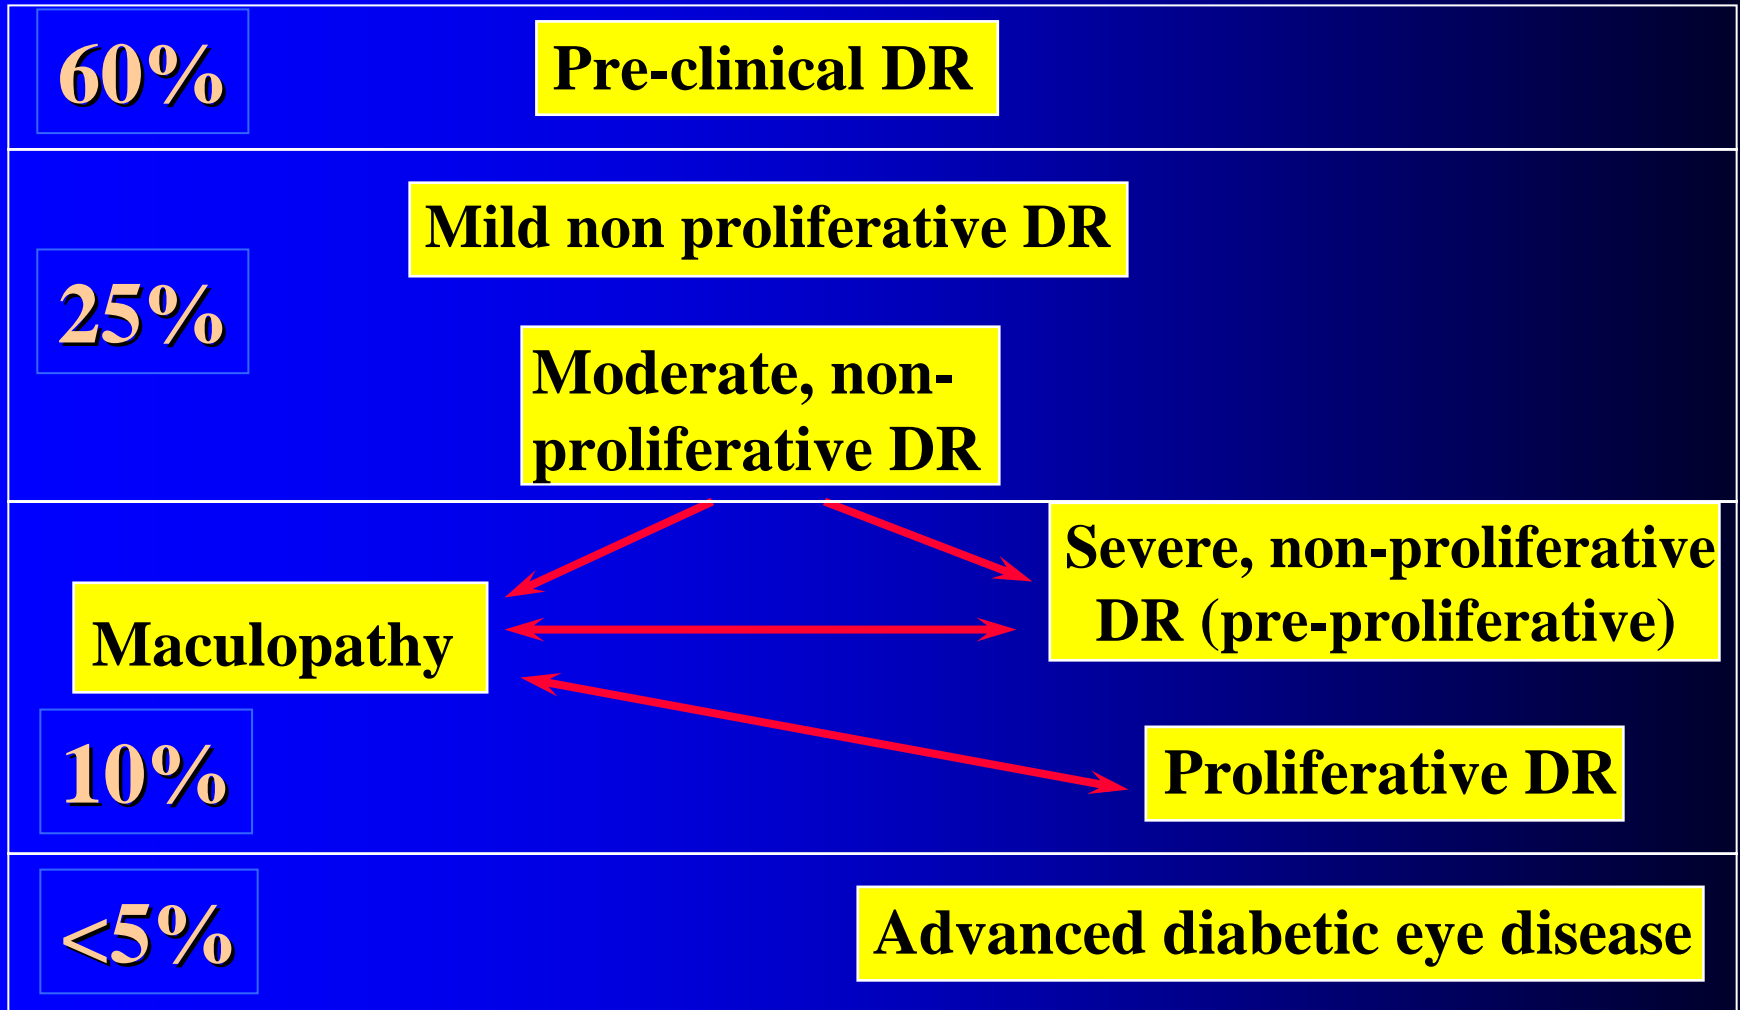 60%
Pre-clinical DR
Mild non proliferative DR
25%
Moderate, non-
proliferative DR
Severe, non-proliferative
DR (pre-proliferative)
Maculopathy
10%
Proliferative DR
<5%
Advanced diabetic eye disease